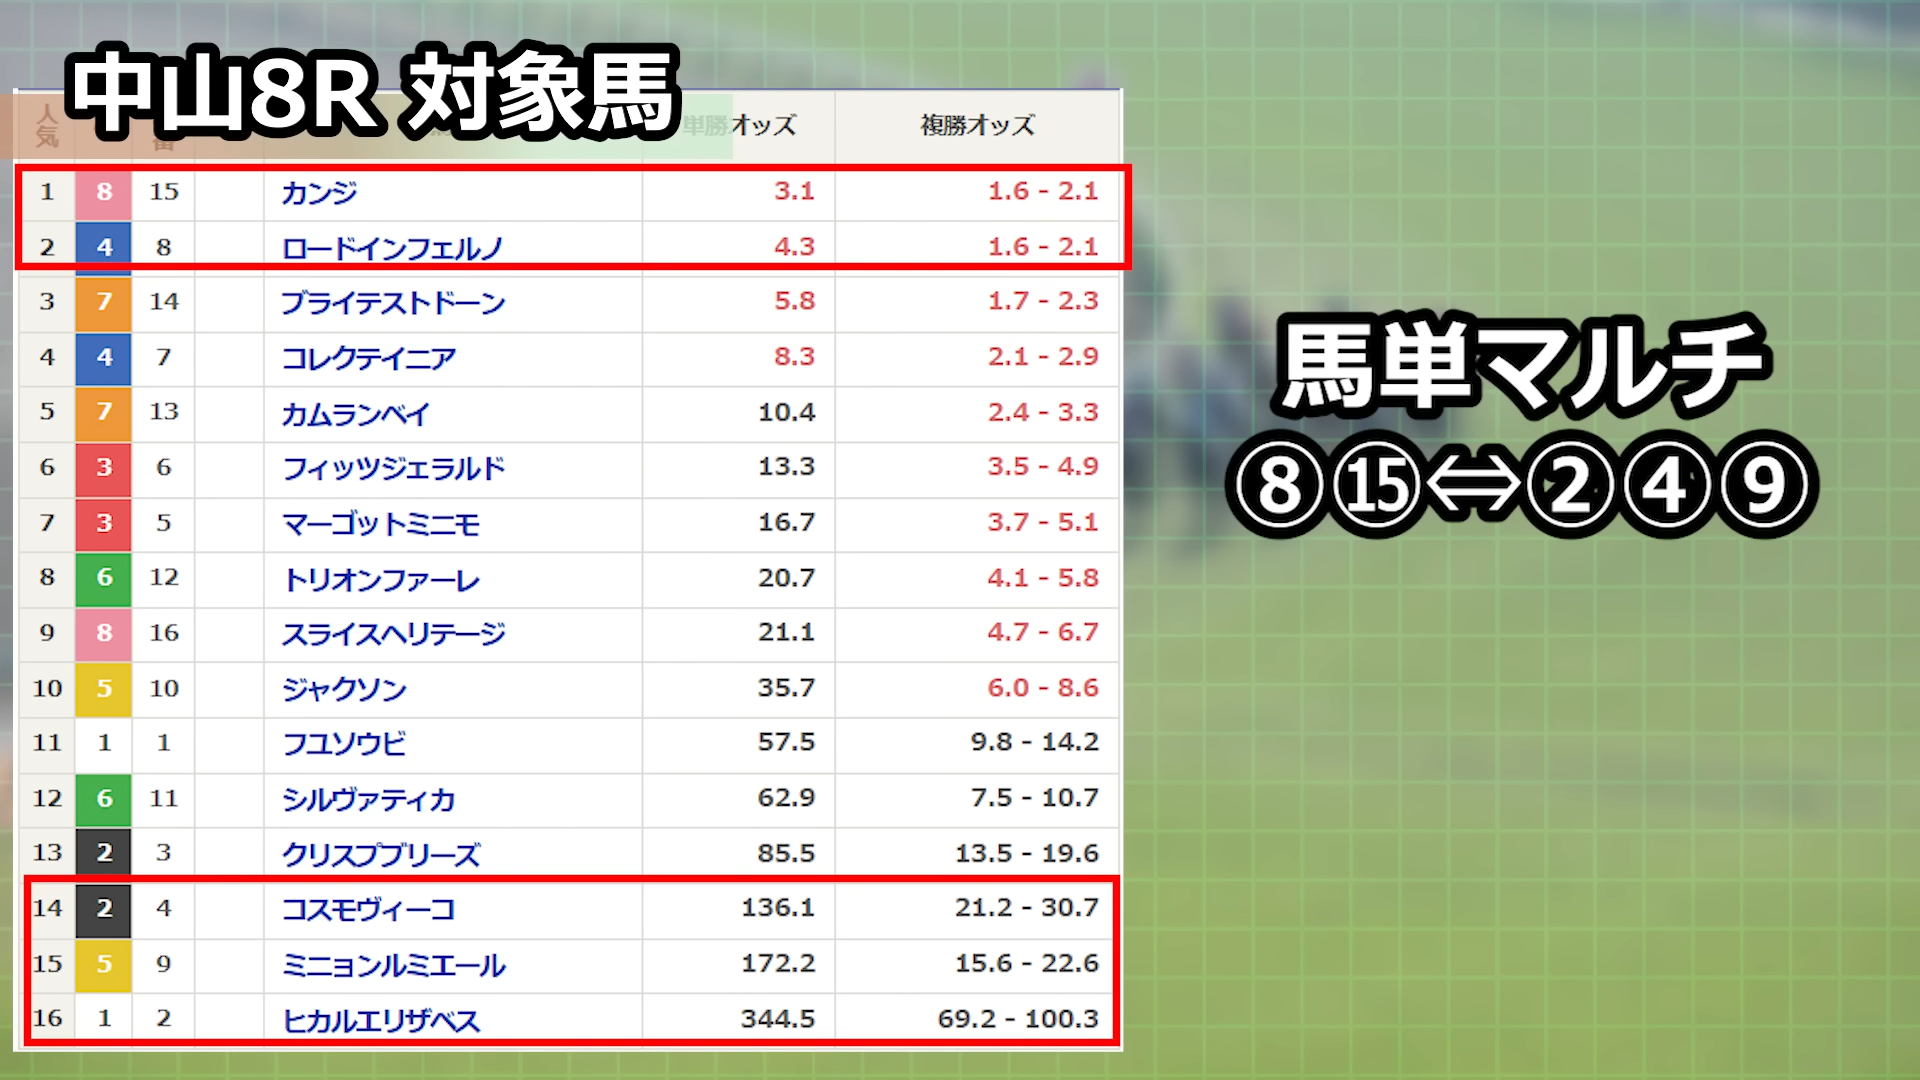 中山8R 対象馬
人気 番 単勝オッズ 複勝オッズ
1 8 15 カンジ 3.1 1.6 - 2.1
2 4 8 ロードインフェルノ 4.3 1.6 - 2.1
3 7 14 ブライテストドーン 5.8 1.7 - 2.3
4 4 7 コレクテイニア 8.3 2.1 - 2.9
5 7 13 カムランベイ 10.4 2.4 - 3.3
6 3 6 フィッツジェラルド 13.3 3.5 - 4.9
7 3 5 マーゴットミニモ 16.7 3.7 - 5.1
8 6 12 トリオンファーレ 20.7 4.1 - 5.8
9 8 16 スライスヘリテージ 21.1 4.7 - 6.7
10 5 10 ジャクソン 35.7 6.0 - 8.6
11 1 1 フユソウビ 57.5 9.8 - 14.2
12 6 11 シルヴァティカ 62.9 7.5 - 10.7
13 2 3 クリスプブリーズ 85.5 13.5 - 19.6
14 2 4 コスモヴィーコ 136.1 21.2 - 30.7
15 5 9 ミニョンルミエール 172.2 15.6 - 22.6
16 1 2 ヒカルエリザベス 344.5 69.2 - 100.3
馬単マルチ
⑧⑮⇔②④⑨